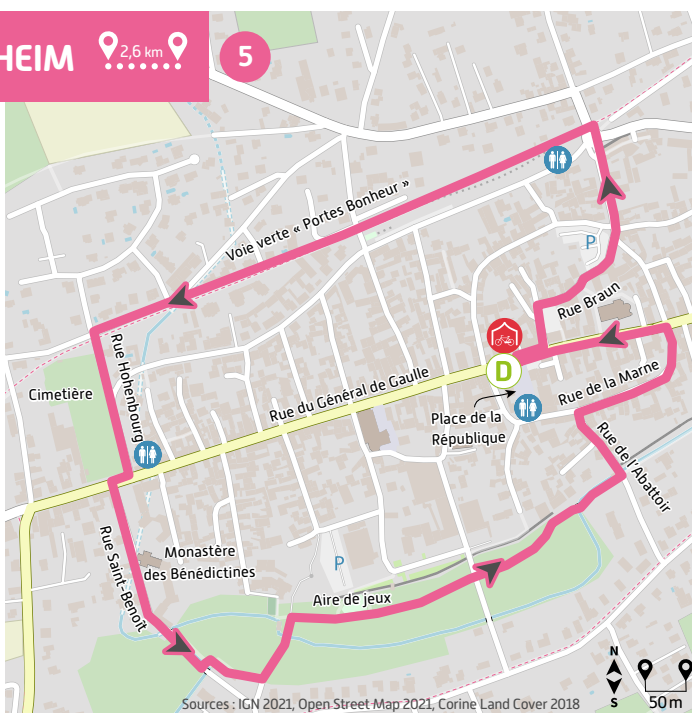 HEIM
2,6 km
5
Voie verte « Portes Bonheur »
P
Rue Braun
Rue Hohenbourg
Cimetière
D
Rue du Général de Gaulle
Rue de la Marne
Place de la
République
Rue de l'Abattoir
Rue Saint-Benoît
Monastère
des Bénédictines
P
Aire de jeux
N
S
50 m
Sources : IGN 2021, Open Street Map 2021, Corine Land Cover 2018